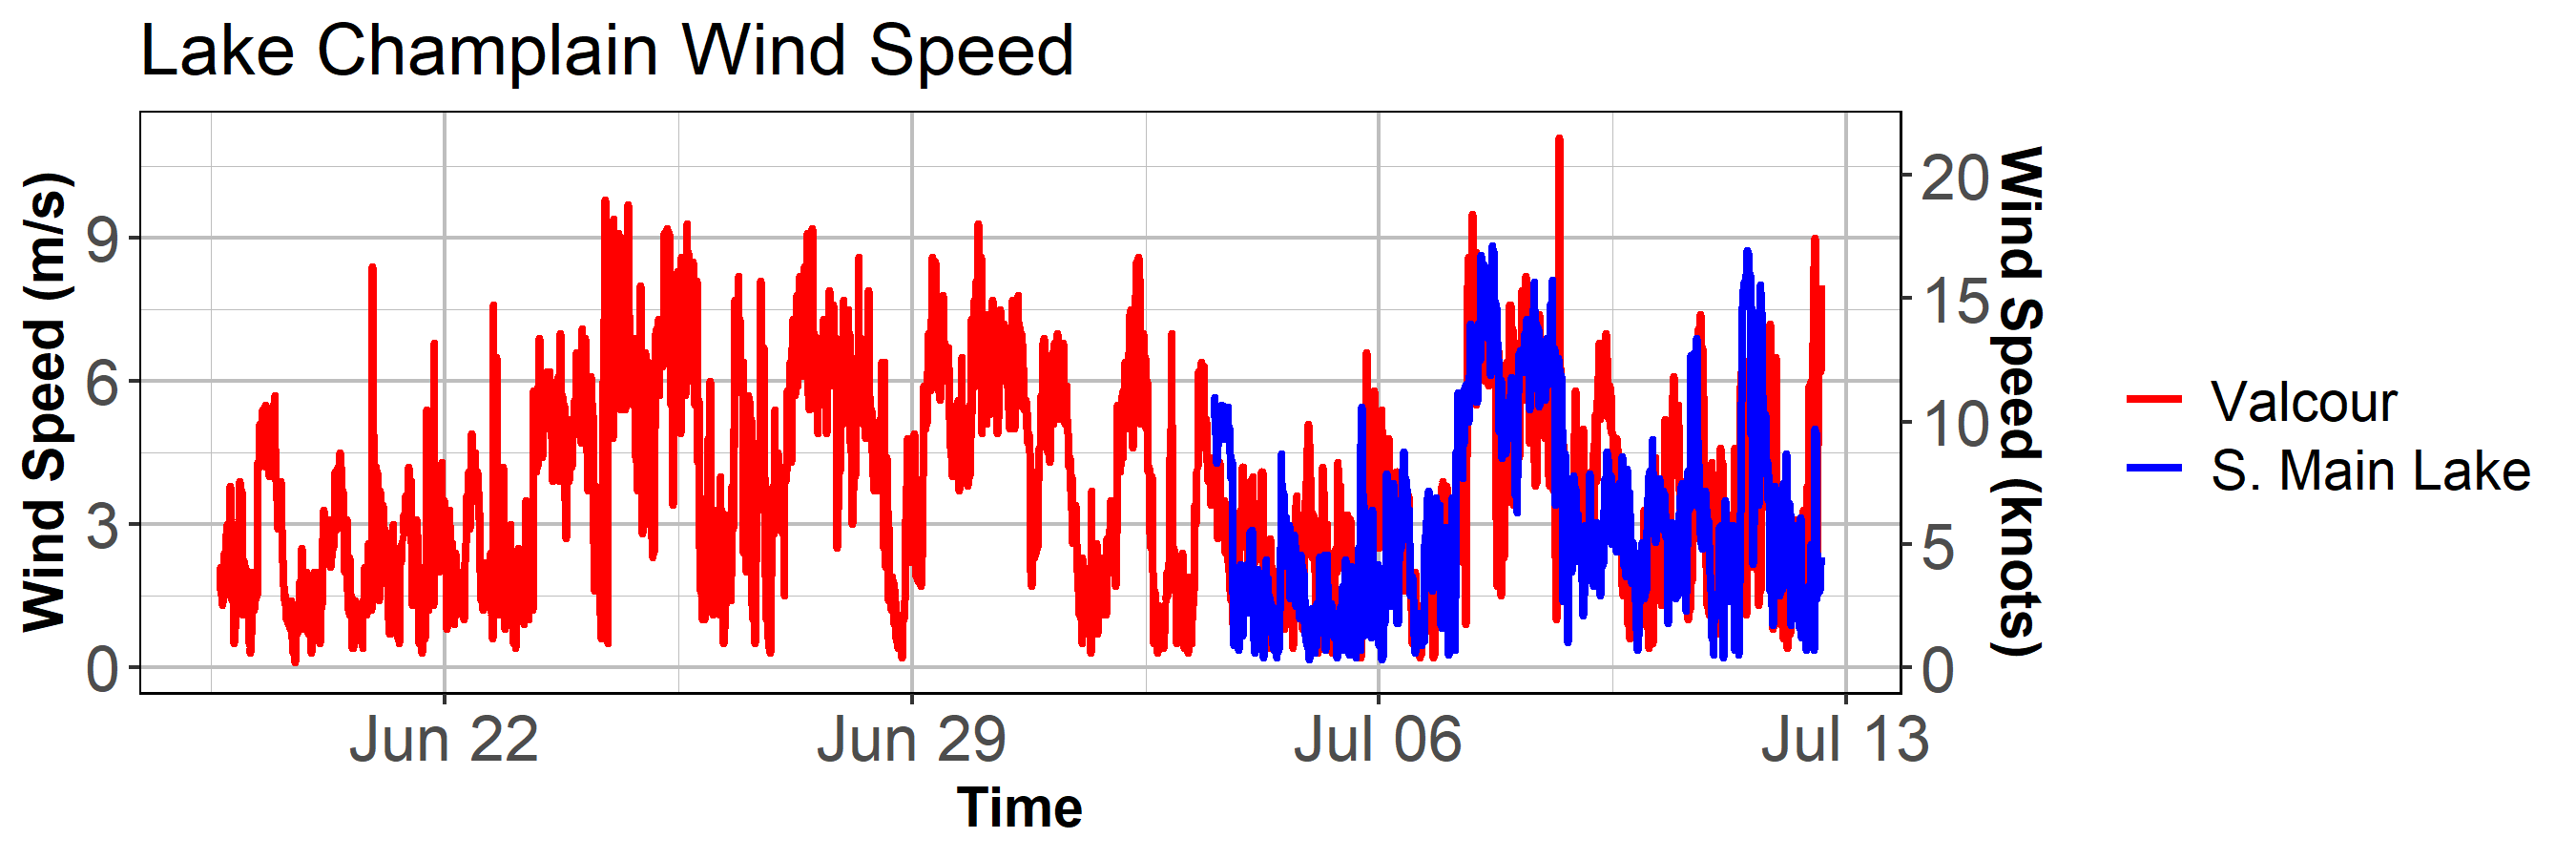 Lake Champlain Wind Speed
Wind Speed (m/s)
9
6
3
0
20
15
10
5
0
Wind Speed (knots)
Jun 22
Jun 29
Jul 06
Jul 13
Time
Valcour
S. Main Lake